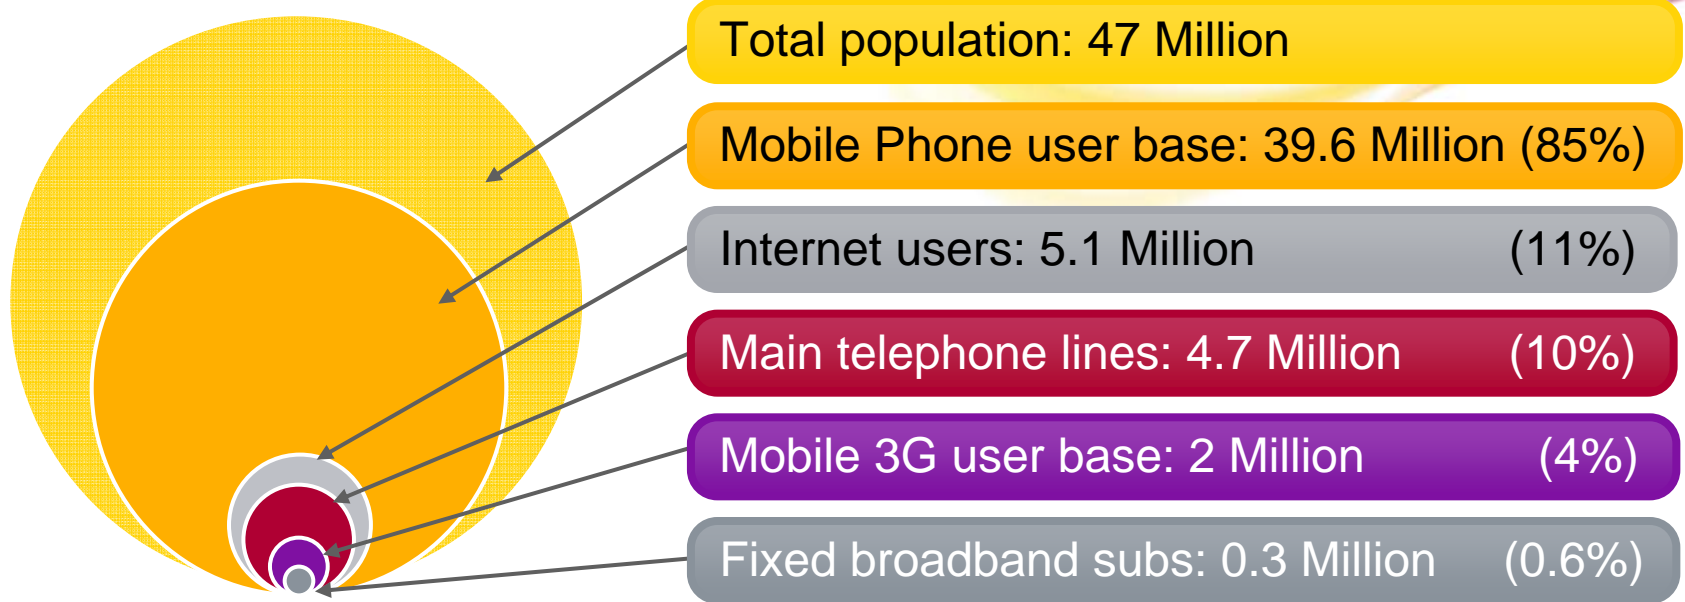 Total population: 47 Million
Mobile Phone user base: 39.6 Million (85%)
Internet users: 5.1 Million (11%)
Main telephone lines: 4.7 Million (10%)
Mobile 3G user base: 2 Million (4%)
Fixed broadband subs: 0.3 Million (0.6%)